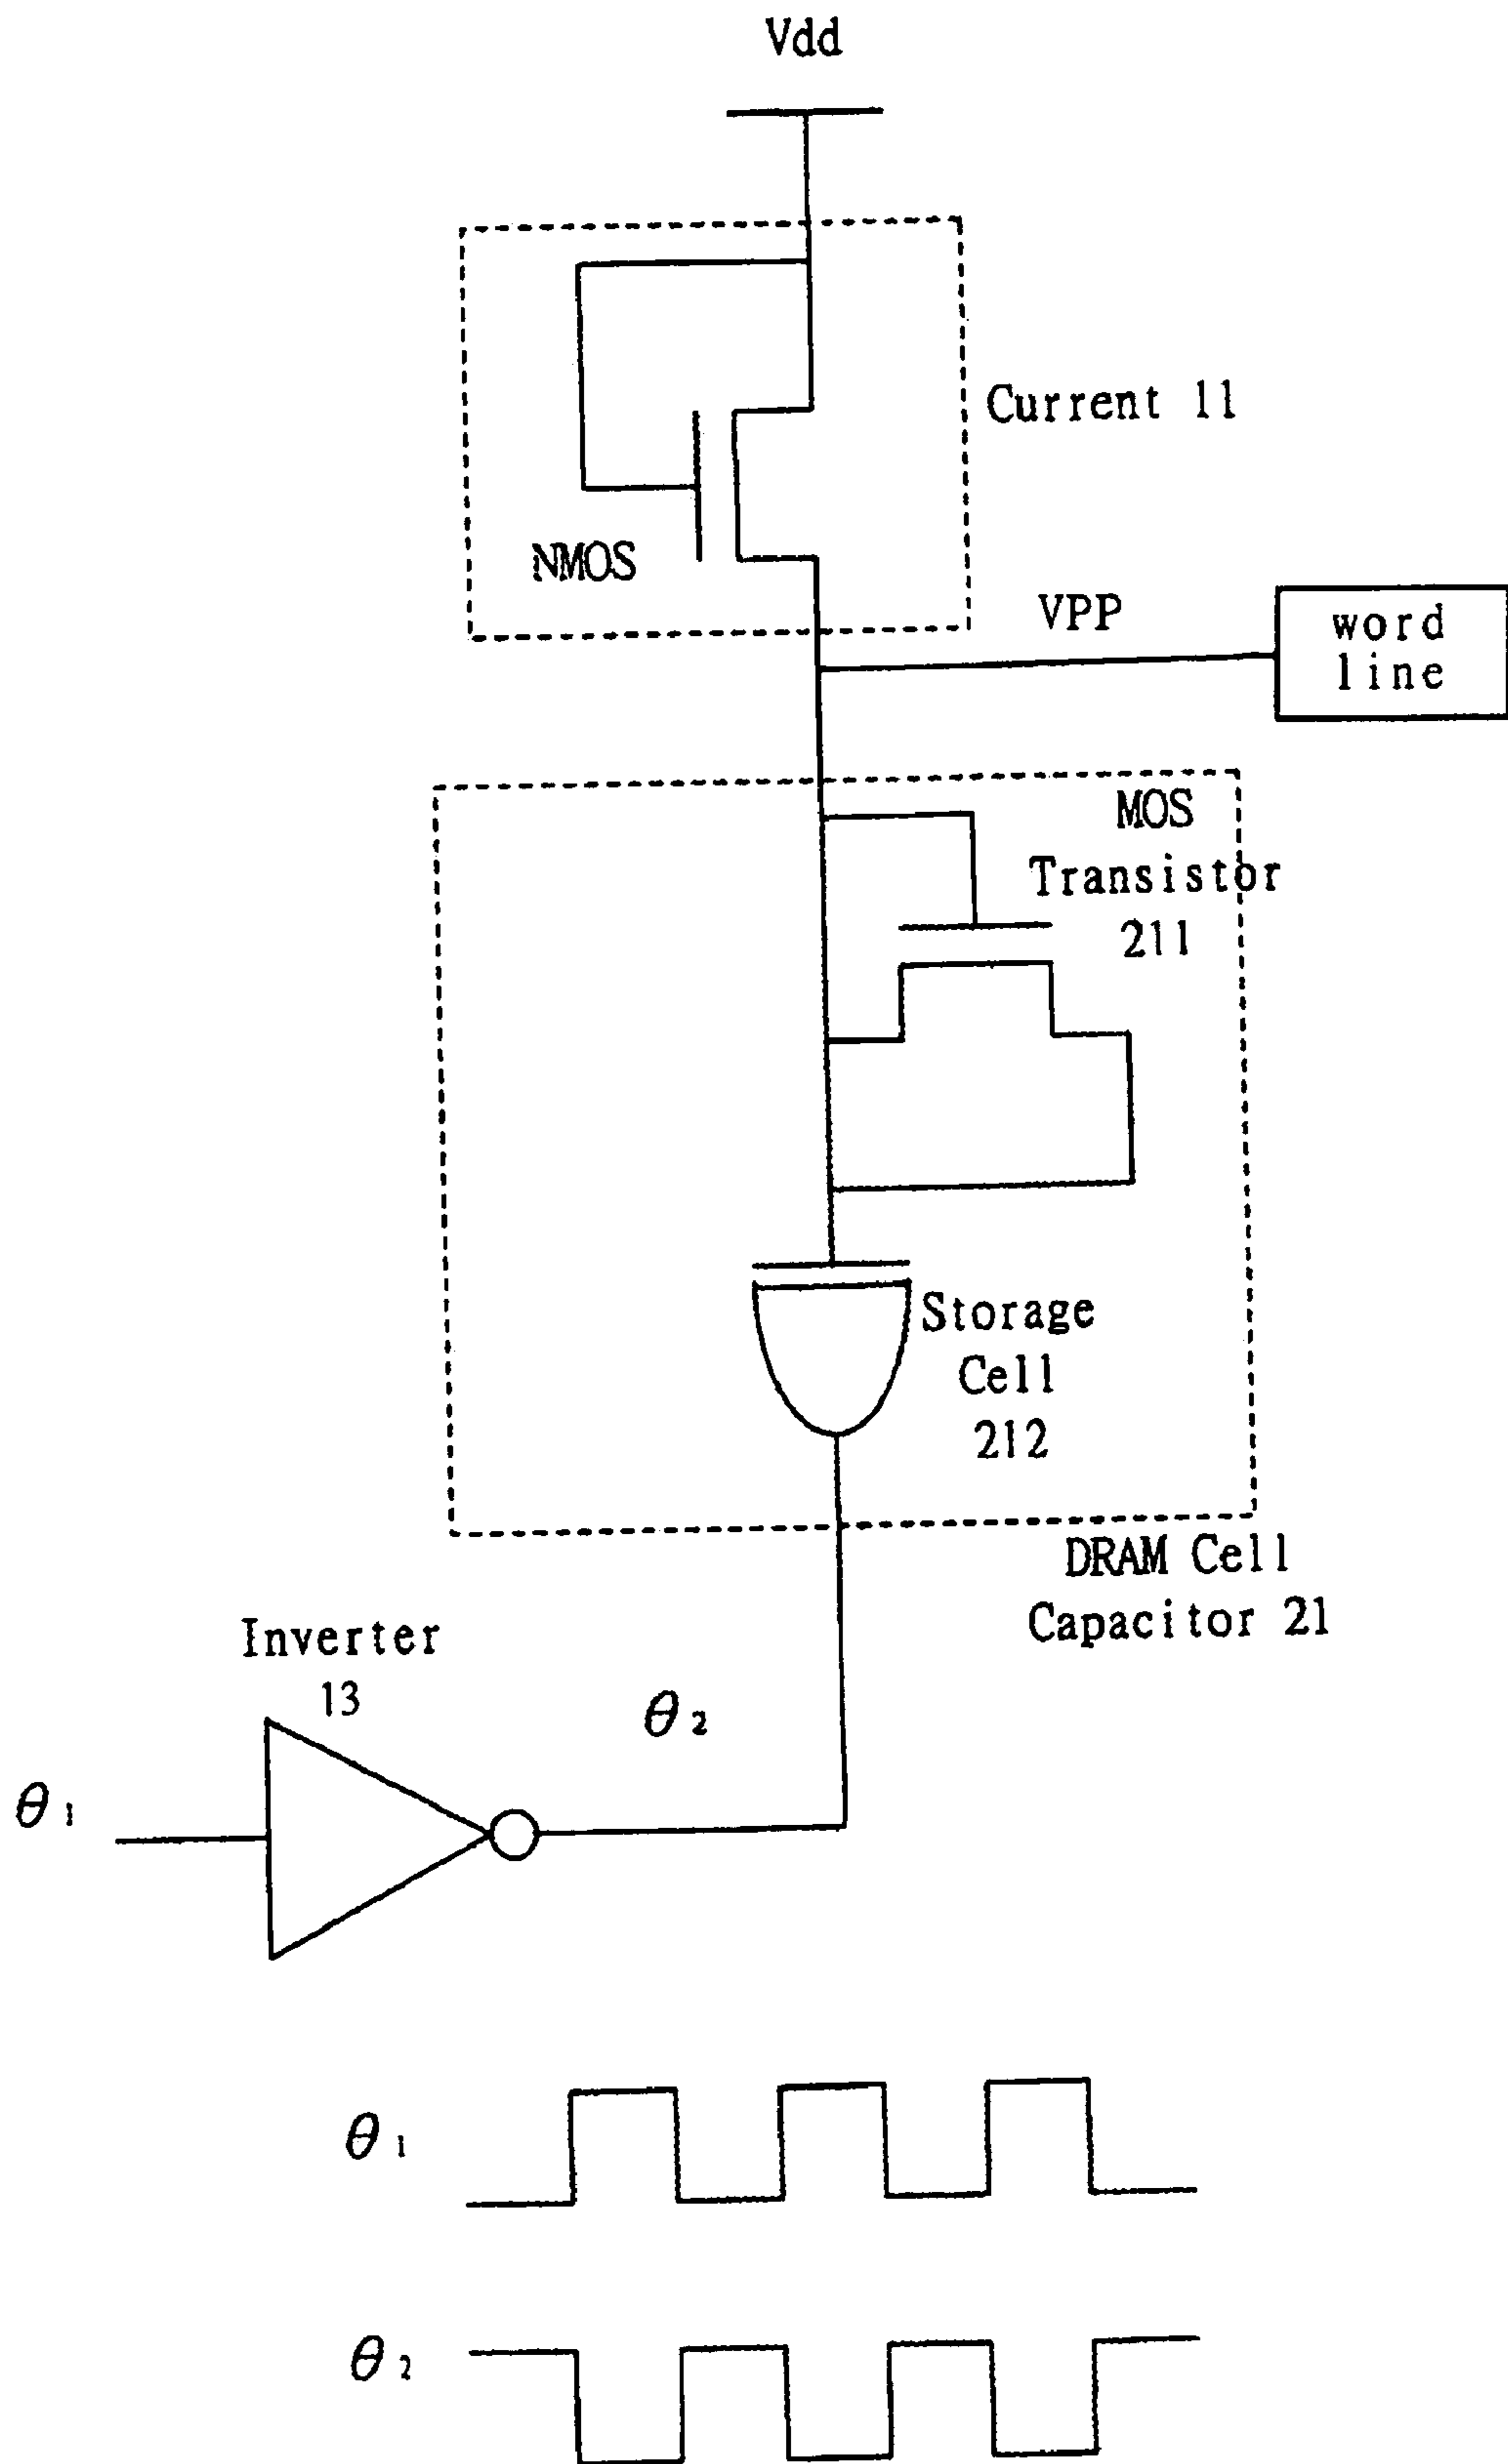 Vdd
Current 11
NMOS
VPP
word
line
MOS
Transistor
211
Storage
Cell
212
DRAM Cell
Capacitor 21
Inverter
13
θ₂
θ₁
θ₁
θ₂